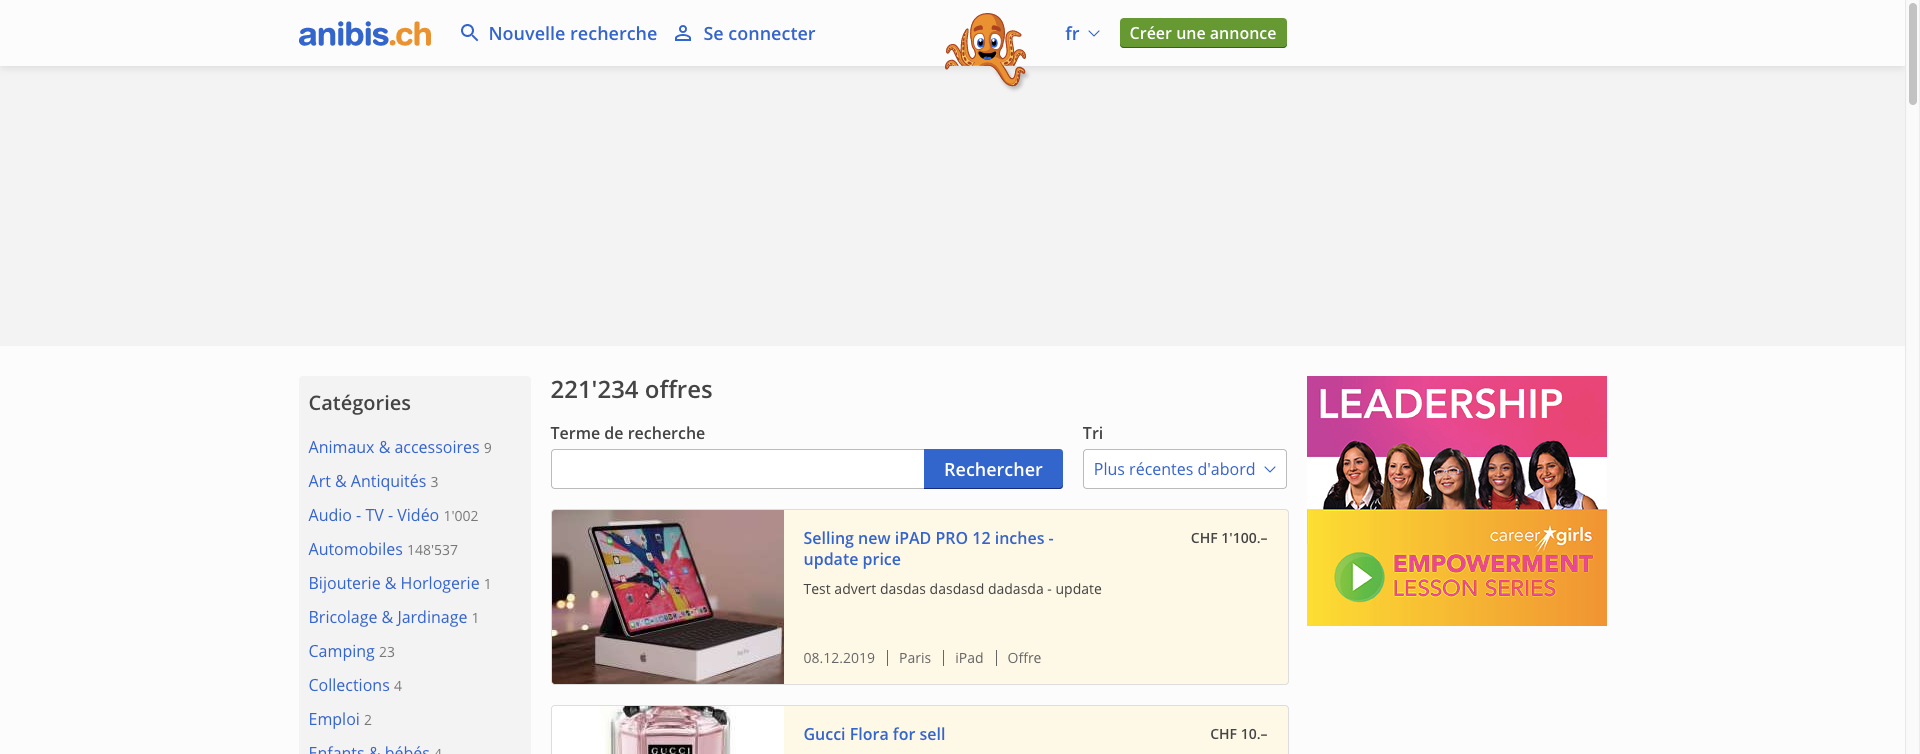 anibis.ch
Nouvelle recherche
Se connecter
fr
Créer une annonce
Catégories
Animaux & accessoires 9
Art & Antiquités 3
Audio - TV - Vidéo 1'002
Automobiles 148'537
Bijouterie & Horlogerie 1
Bricolage & Jardinage 1
Camping 23
Collections 4
Emploi 2
Enfants & bébés 4
221'234 offres
Terme de recherche
Rechercher
Tri
Plus récentes d'abord
Selling new iPAD PRO 12 inches -
update price
CHF 1'100.–
Test advert dasdas dasdasd dadasda - update
08.12.2019 | Paris | iPad | Offre
GUCCI
Gucci Flora for sell
CHF 10.–
LEADERSHIP
career girls
EMPOWERMENT
LESSON SERIES